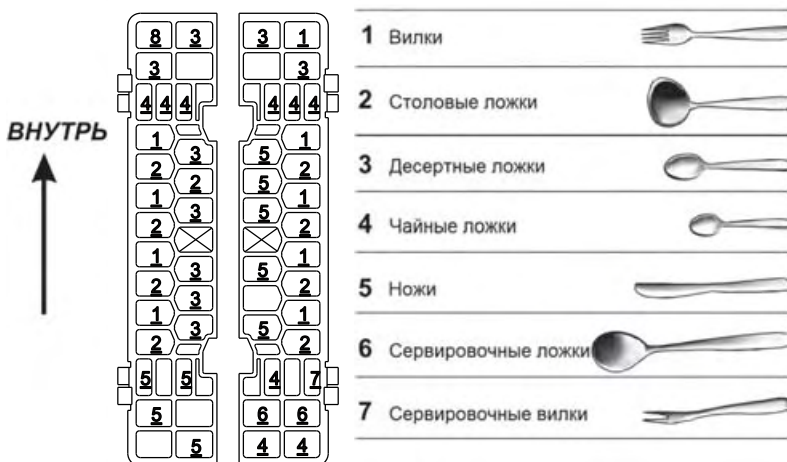 8 3 3 1
3 3
4 4 4 4 4 4
1 1
3 5
2 2
2 5
1 1
3 5
2 2
1 1
3 5
2 2
3
1 1
3 5
2 2
5 5 4 7
5 6 6
5 4 4
ВНУТРЬ
1 Вилки
2 Столовые ложки
3 Десертные ложки
4 Чайные ложки
5 Ножи
6 Сервировочные ложки
7 Сервировочные вилки